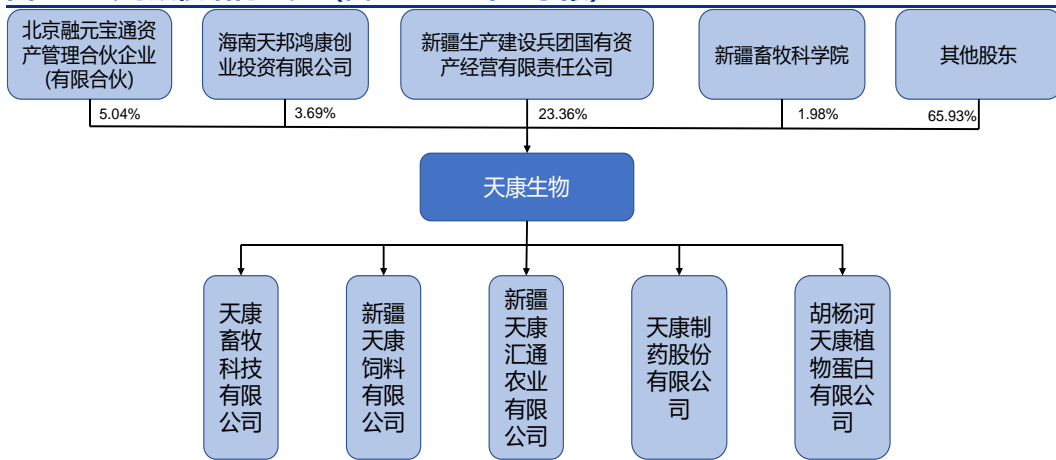 北京融元宝通资
产管理合伙企业
(有限合伙)
海南天邦鸿康创
业投资有限公司
新疆生产建设兵团国有资
产经营有限责任公司
新疆畜牧科学院
其他股东
5.04%
3.69%
23.36%
1.98%
65.93%
天康生物
天康
畜牧
科技
有限
公司
新疆
天康
饲料
有限
公司
新疆
天康
汇通
农业
有限
公司
天康制
药股份
有限公
司
胡杨河
天康植
物蛋白
有限公
司